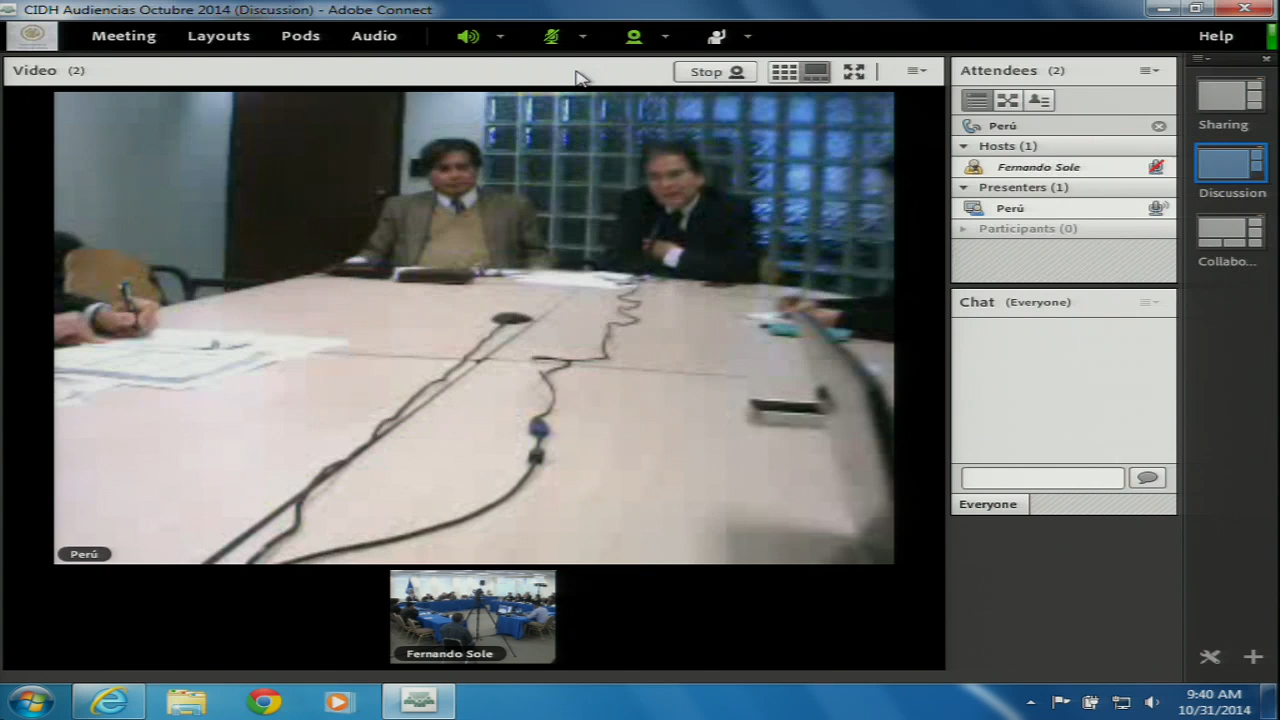 CIDH Audiencias Octubre 2014 (Discussion) - Adobe Connect
Meeting Layouts Pods Audio Help
Video (2)
Stop
Attendees (2)
Perú
Hosts (1)
Fernando Sole
Presenters (1)
Perú
Participants (0)
Sharing
Discussion
Collabo...
Chat (Everyone)
Everyone
Perú
Fernando Sole
9:40 AM
10/31/2014